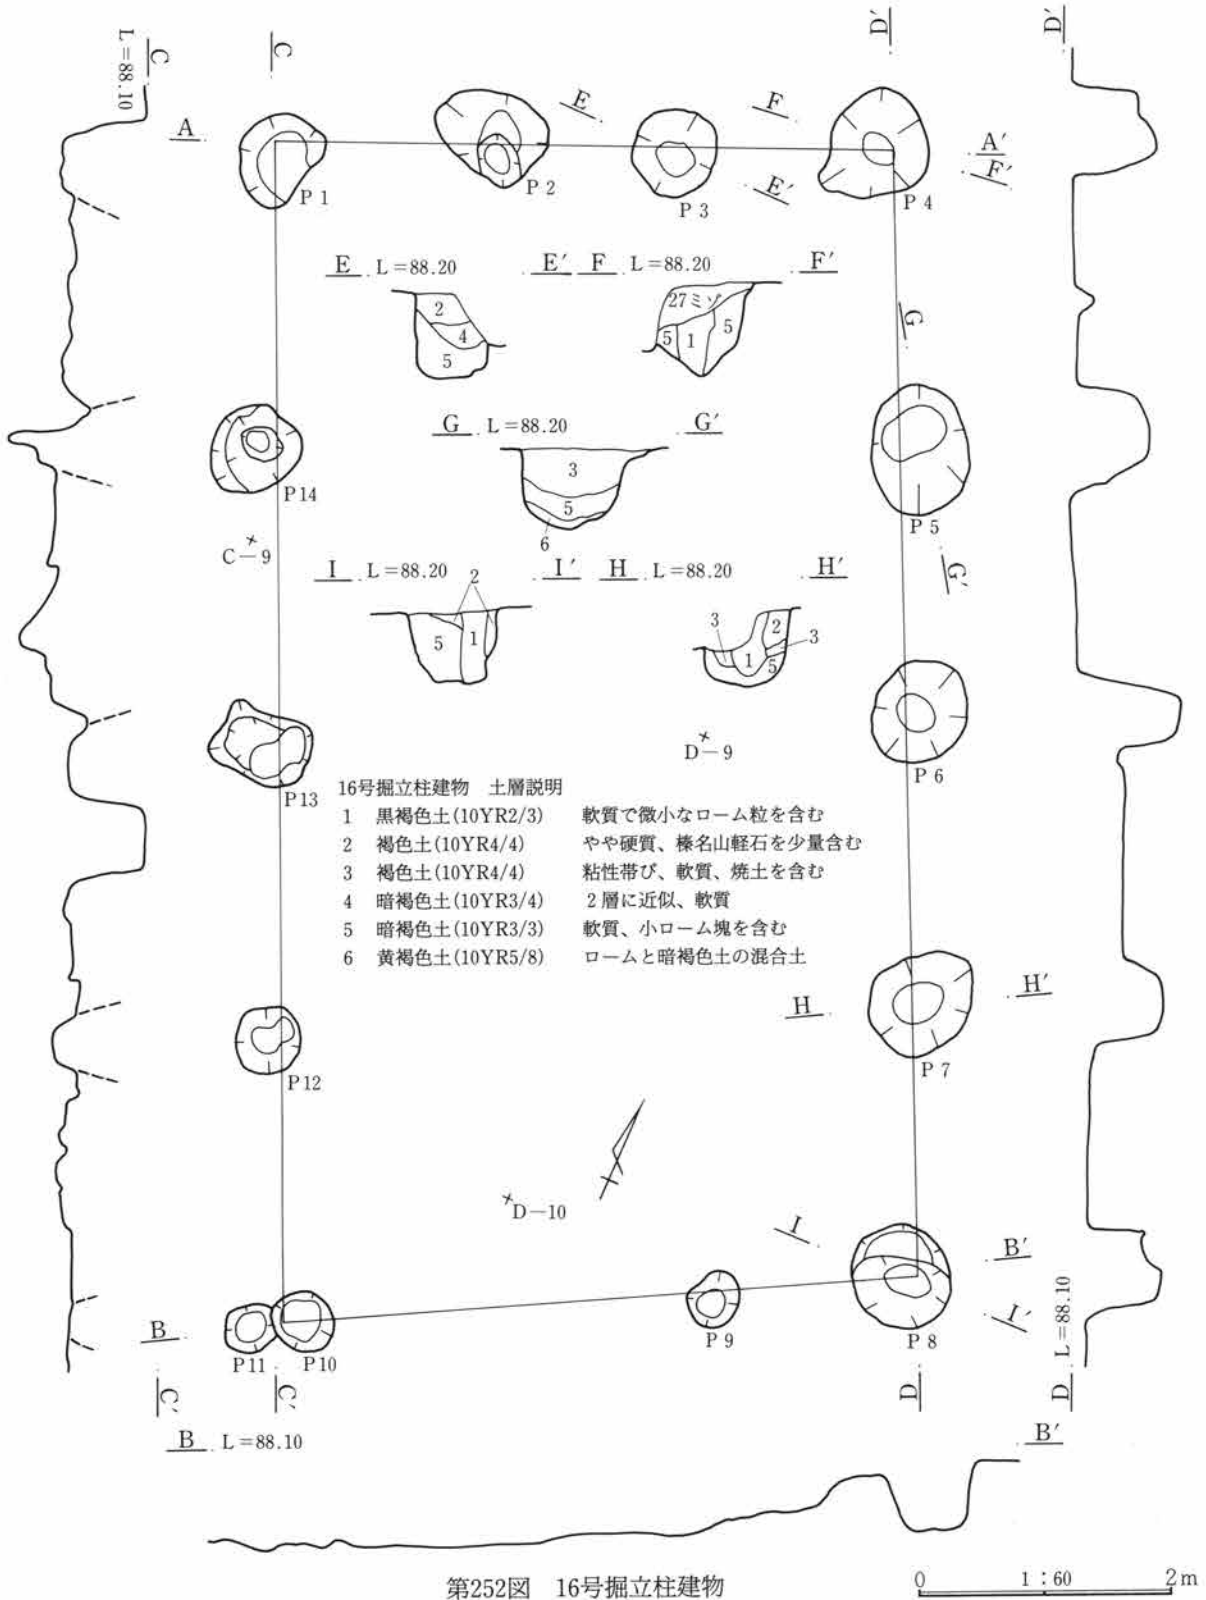 C
L=88.10
C
D′
D′
A
E
F
A′
F′
E′
P1
P2
P3
P4
E L=88.20 E′
F L=88.20 F′
2
4
5
27ミゾ
5
1
5
G
G L=88.20 G′
3
5
6
P14
P5
C-9
G′
I L=88.20 I′
H L=88.20 H′
2
5
1
3
2
3
1
5
D-9
P13
P6
16号掘立柱建物 土層説明
1 黒褐色土(10YR2/3) 軟質で微小なローム粒を含む
2 褐色土(10YR4/4) やや硬質、榛名山軽石を少量含む
3 褐色土(10YR4/4) 粘性帯び、軟質、焼土を含む
4 暗褐色土(10YR3/4) 2層に近似、軟質
5 暗褐色土(10YR3/3) 軟質、小ローム塊を含む
6 黄褐色土(10YR5/8) ロームと暗褐色土の混合土
H
H′
P12
P7
D-10
I
B′
I′
B
P11
P10
P9
P8
C′
C′
D
D
L=88.10
B L=88.10
B′
第252図 16号掘立柱建物
0 1:60 2m